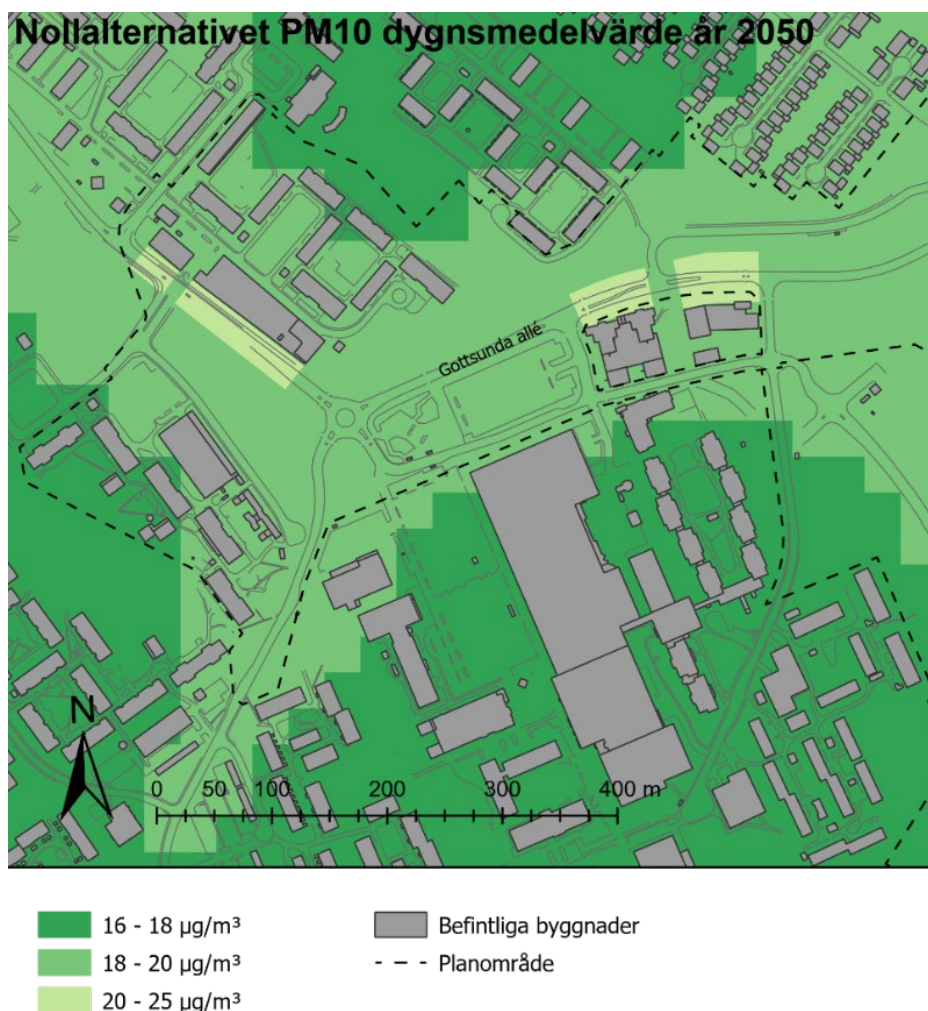 Nollalternativet PM10 dygnsmedelvärde år 2050
Gottsunda allé
N
0 50 100 200 300 400 m
16 - 18 µg/m³
18 - 20 µg/m³
20 - 25 µg/m³
Befintliga byggnader
Planområde